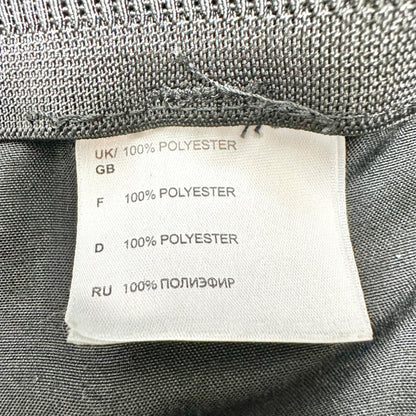 UK/ 100% POLYESTER
GB
F 100% POLYESTER
D 100% POLYESTER
RU 100% ПОЛИЭФИР